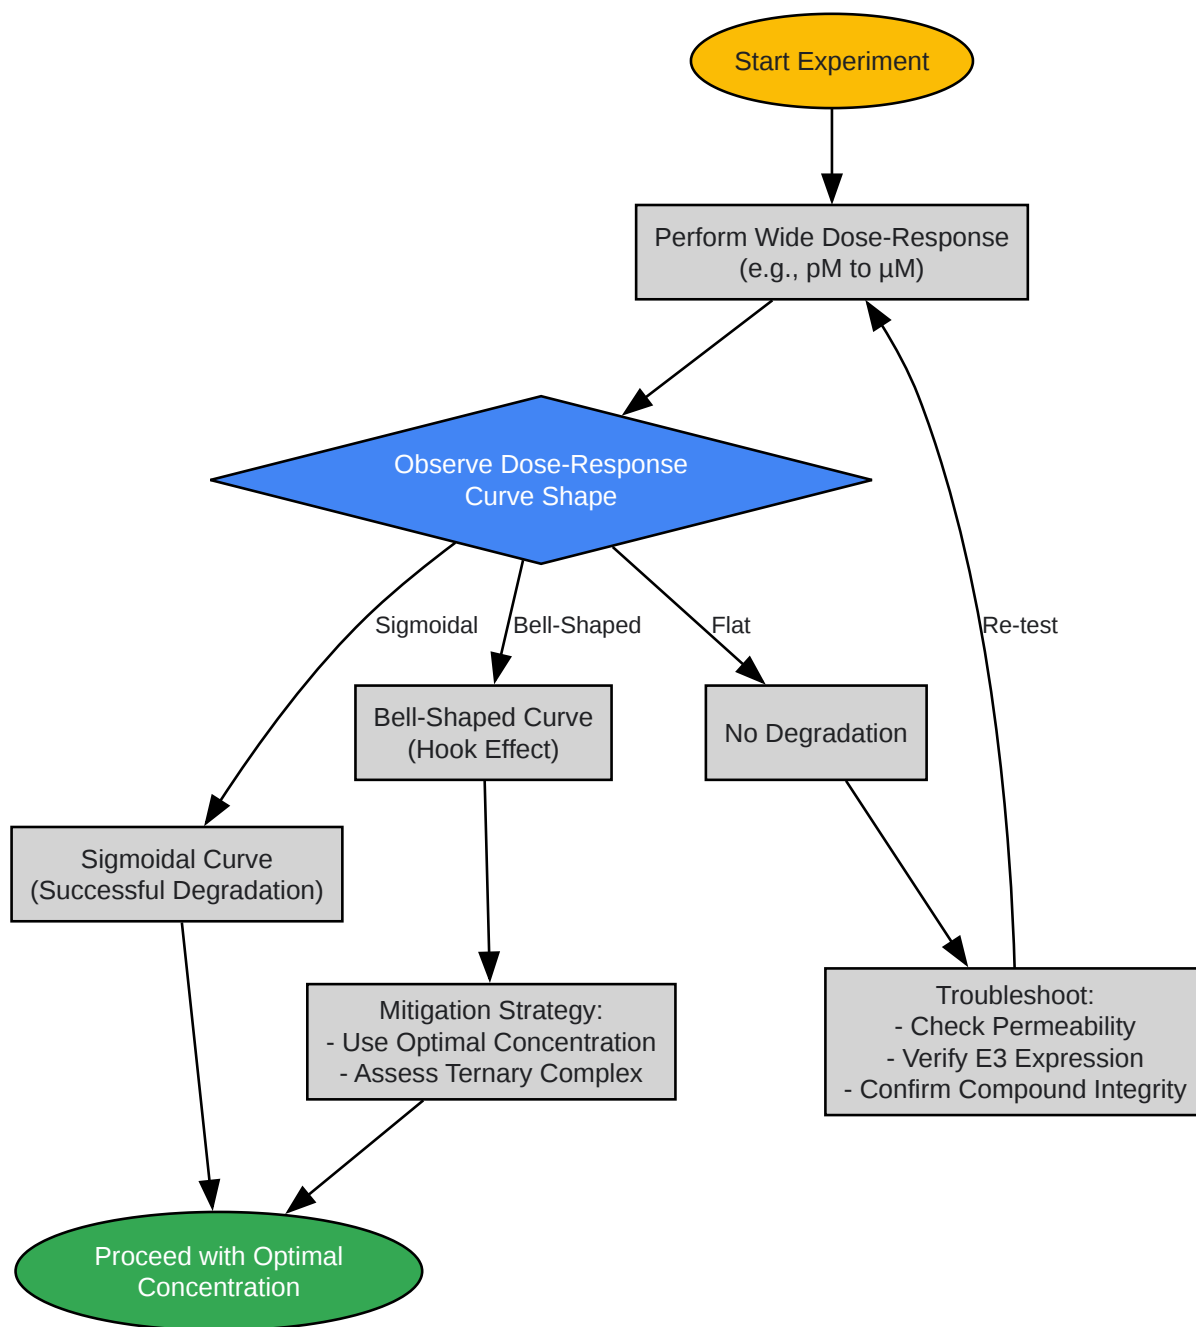 Start Experiment
Perform Wide Dose-Response
(e.g., pM to µM)
Observe Dose-Response
Curve Shape
Sigmoidal
Bell-Shaped
Flat
Re-test
Bell-Shaped Curve
(Hook Effect)
No Degradation
Sigmoidal Curve
(Successful Degradation)
Mitigation Strategy:
- Use Optimal Concentration
- Assess Ternary Complex
Troubleshoot:
- Check Permeability
- Verify E3 Expression
- Confirm Compound Integrity
Proceed with Optimal
Concentration